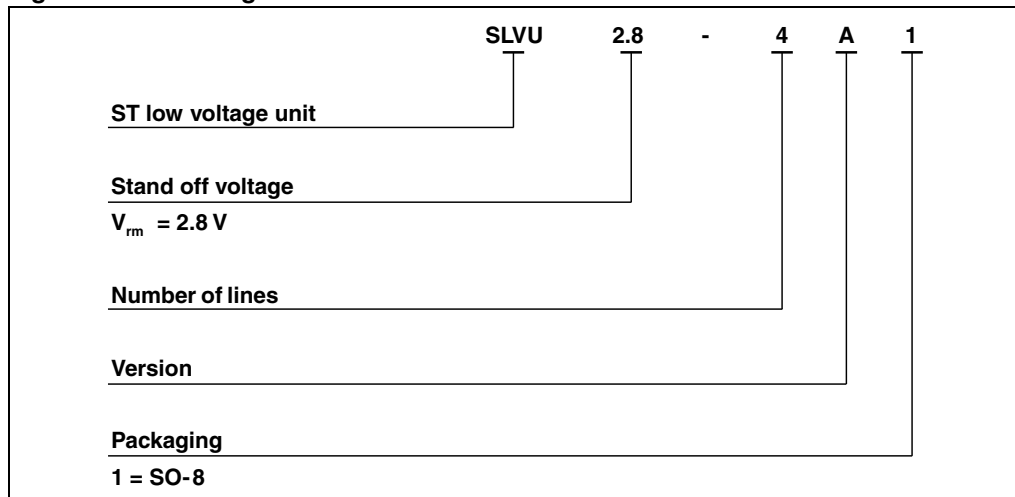 SLVU 2.8 - 4 A 1
ST low voltage unit
Stand off voltage
Vrm = 2.8 V
Number of lines
Version
Packaging
1 = SO-8